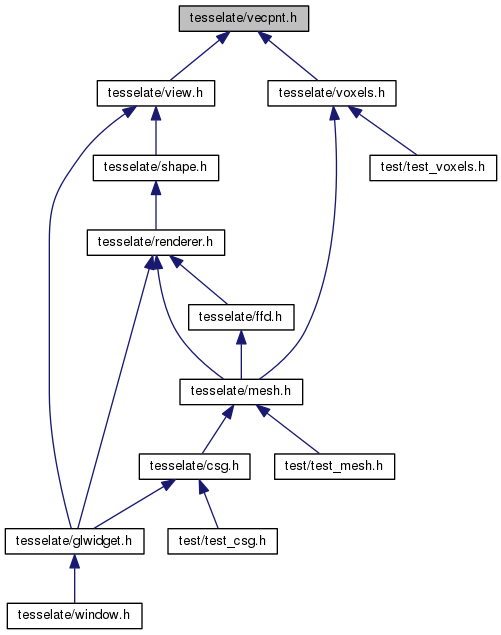 tesselate/vecpnt.h
tesselate/view.h
tesselate/voxels.h
tesselate/shape.h
test/test_voxels.h
tesselate/renderer.h
tesselate/ffd.h
tesselate/mesh.h
tesselate/csg.h
test/test_mesh.h
tesselate/glwidget.h
test/test_csg.h
tesselate/window.h